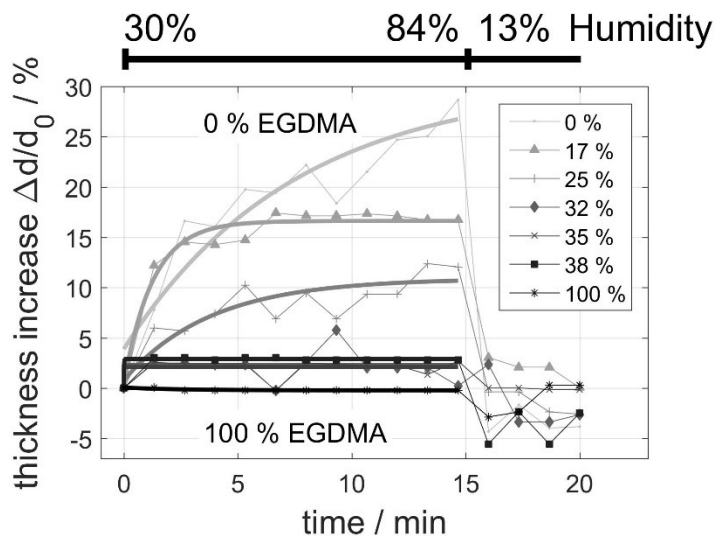 30% 84% 13% Humidity
thickness increase Δd/d0 / %
30
25
20
15
10
5
0
-5
0 % EGDMA
100 % EGDMA
0 %
17 %
25 %
32 %
35 %
38 %
100 %
0 5 10 15 20
time / min